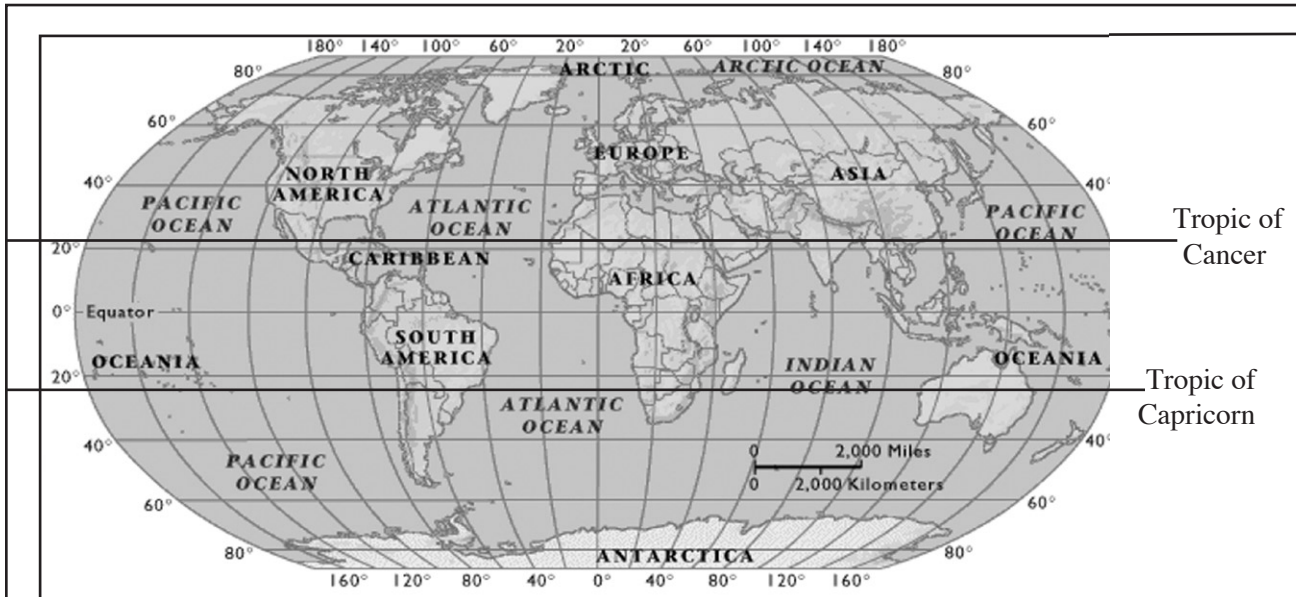 180° 140° 100° 60° 20° 20° 60° 100° 140° 180°
ARCTIC
ARCTIC OCEAN
80°
80°
60°
60°
EUROPE
NORTH
AMERICA
ASIA
40°
40°
PACIFIC
OCEAN
ATLANTIC
OCEAN
PACIFIC
OCEAN
Tropic of
Cancer
20°
20°
CARIBBEAN
AFRICA
0°
Equator
0°
SOUTH
AMERICA
OCEANIA
INDIAN
OCEAN
OCEANIA
20°
20°
Tropic of
Capricorn
ATLANTIC
OCEAN
40°
40°
PACIFIC
OCEAN
0 2,000 Miles
0 2,000 Kilometers
60°
60°
80°
80°
ANTARCTICA
160° 120° 80° 40° 0° 40° 80° 120° 160°